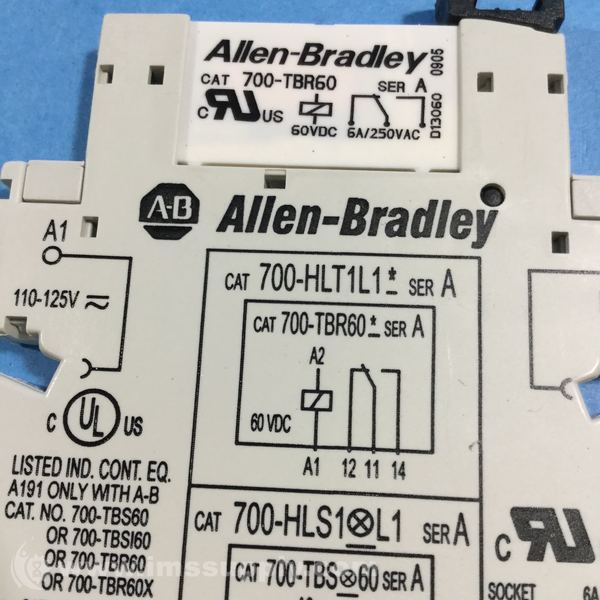 Allen-Bradley
CAT 700-TBR60 SER A
C RU US
60VDC 6A/250VAC
D13060 0905
A-B Allen-Bradley
A1
110-125V
CAT 700-HLT1L1* SER A
CAT 700-TBR60* SER A
A2
60 VDC
A1 12 11 14
C UL US
LISTED IND. CONT. EQ.
A191 ONLY WITH A-B
CAT. NO. 700-TBS60
OR 700-TBSI60
OR 700-TBR60
OR 700-TBR60X
CAT 700-HLS1⊗L1 SER A
CAT 700-TBS⊗60 SER A
C RU
SOCKET 6A